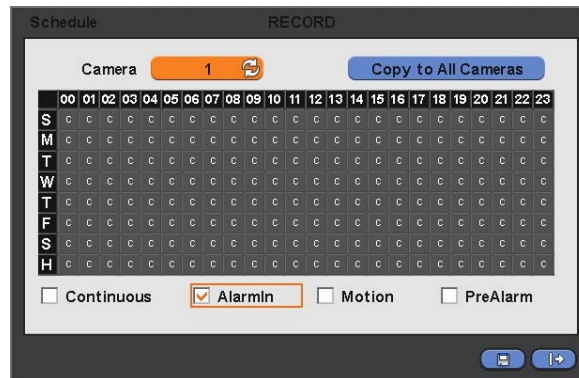 Schedule RECORD
Camera 1 Copy to All Cameras
00 01 02 03 04 05 06 07 08 09 10 11 12 13 14 15 16 17 18 19 20 21 22 23
S C C C C C C C C C C C C C C C C C C C C C C C C
M C C C C C C C C C C C C C C C C C C C C C C C C
T C C C C C C C C C C C C C C C C C C C C C C C C
W C C C C C C C C C C C C C C C C C C C C C C C C
T C C C C C C C C C C C C C C C C C C C C C C C C
F C C C C C C C C C C C C C C C C C C C C C C C C
S C C C C C C C C C C C C C C C C C C C C C C C C
H C C C C C C C C C C C C C C C C C C C C C C C C
Continuous AlarmIn Motion PreAlarm